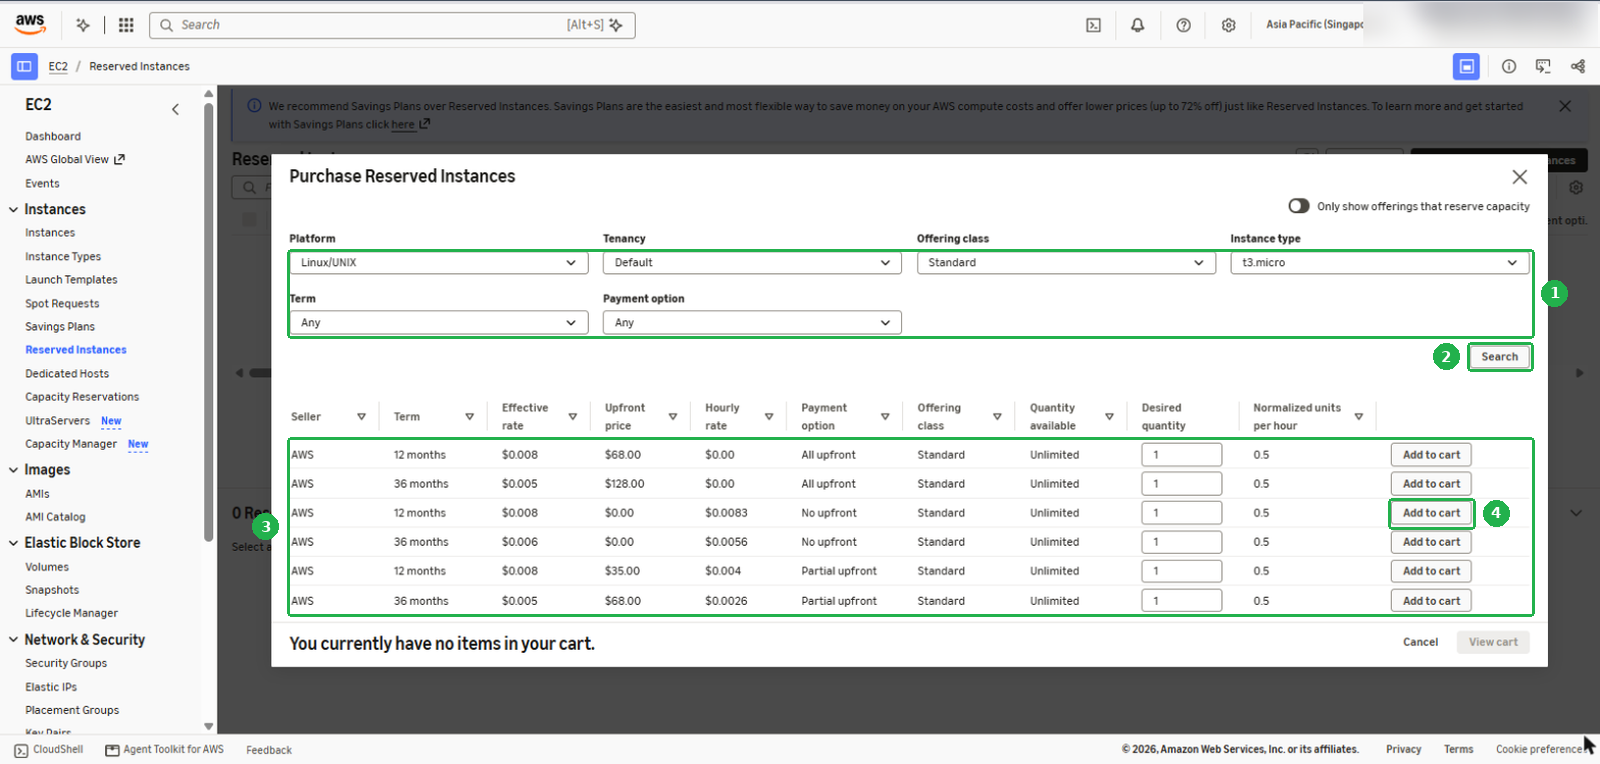 aws
Search
[Alt+S]
Asia Pacific (Singapo
EC2 / Reserved Instances
EC2
Dashboard
AWS Global View
Events
Instances
Instances
Instance Types
Launch Templates
Spot Requests
Savings Plans
Reserved Instances
Dedicated Hosts
Capacity Reservations
UltraServers New
Capacity Manager New
Images
AMIs
AMI Catalog
Elastic Block Store
Volumes
Snapshots
Lifecycle Manager
Network & Security
Security Groups
Elastic IPs
Placement Groups
Key Pairs
We recommend Savings Plans over Reserved Instances. Savings Plans are the easiest and most flexible way to save money on your AWS compute costs and offer lower prices (up to 72% off) just like Reserved Instances. To learn more and get started
with Savings Plans click here
Purchase Reserved Instances
Only show offerings that reserve capacity
Platform Tenancy Offering class Instance type
Linux/UNIX Default Standard t3.micro
1
Term Payment option
Any Any
2 Search
Seller Term Effective rate Upfront price Hourly rate Payment option Offering class Quantity available Desired quantity Normalized units per hour
AWS 12 months $0.008 $68.00 $0.00 All upfront Standard Unlimited 1 0.5 Add to cart
AWS 36 months $0.005 $128.00 $0.00 All upfront Standard Unlimited 1 0.5 Add to cart
AWS 12 months $0.008 $0.00 $0.0083 No upfront Standard Unlimited 1 0.5 Add to cart 4
3
AWS 36 months $0.006 $0.00 $0.0056 No upfront Standard Unlimited 1 0.5 Add to cart
AWS 12 months $0.008 $35.00 $0.004 Partial upfront Standard Unlimited 1 0.5 Add to cart
AWS 36 months $0.005 $68.00 $0.0026 Partial upfront Standard Unlimited 1 0.5 Add to cart
You currently have no items in your cart.
Cancel View cart
CloudShell Agent Toolkit for AWS Feedback
© 2026, Amazon Web Services, Inc. or its affiliates. Privacy Terms Cookie preferences